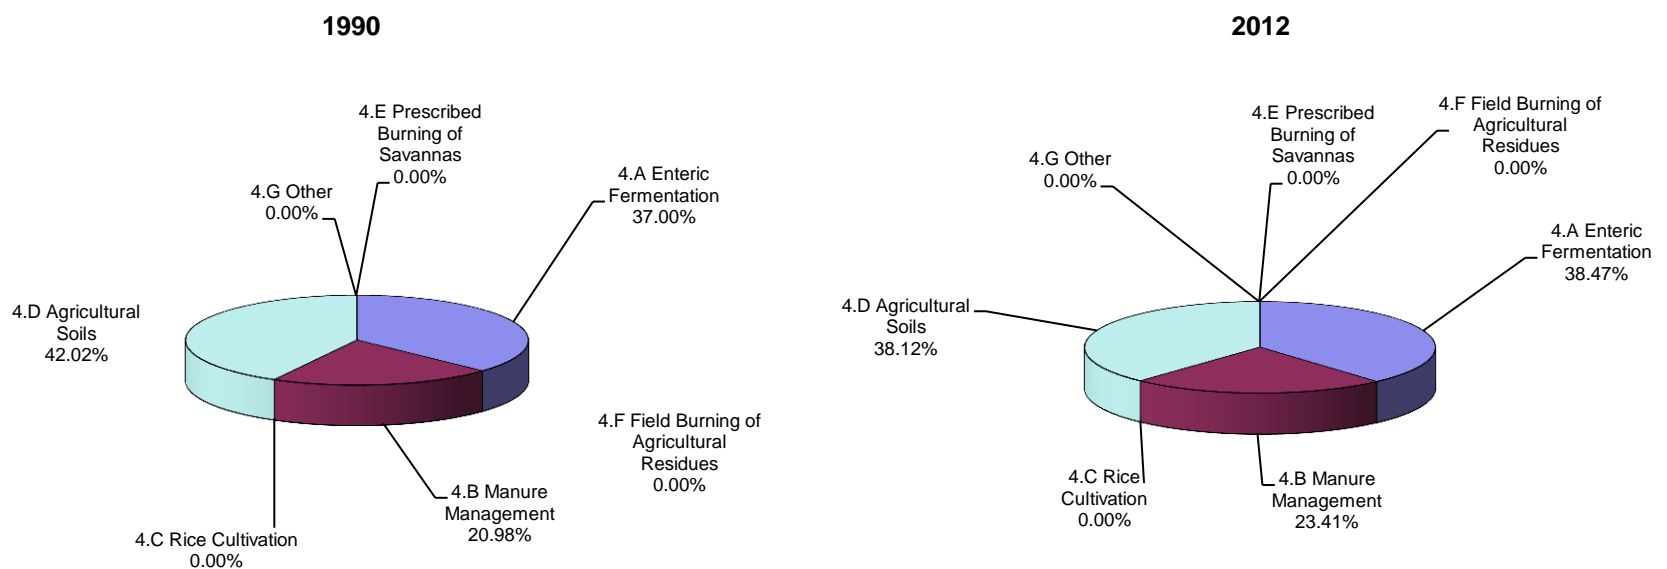 1990
4.E Prescribed
Burning of
Savannas
0.00%
4.A Enteric
Fermentation
37.00%
4.G Other
0.00%
4.D Agricultural
Soils
42.02%
4.F Field Burning of
Agricultural
Residues
0.00%
4.B Manure
Management
20.98%
4.C Rice Cultivation
0.00%
2012
4.F Field Burning of
Agricultural
Residues
0.00%
4.E Prescribed
Burning of
Savannas
0.00%
4.G Other
0.00%
4.A Enteric
Fermentation
38.47%
4.D Agricultural
Soils
38.12%
4.C Rice
Cultivation
0.00%
4.B Manure
Management
23.41%